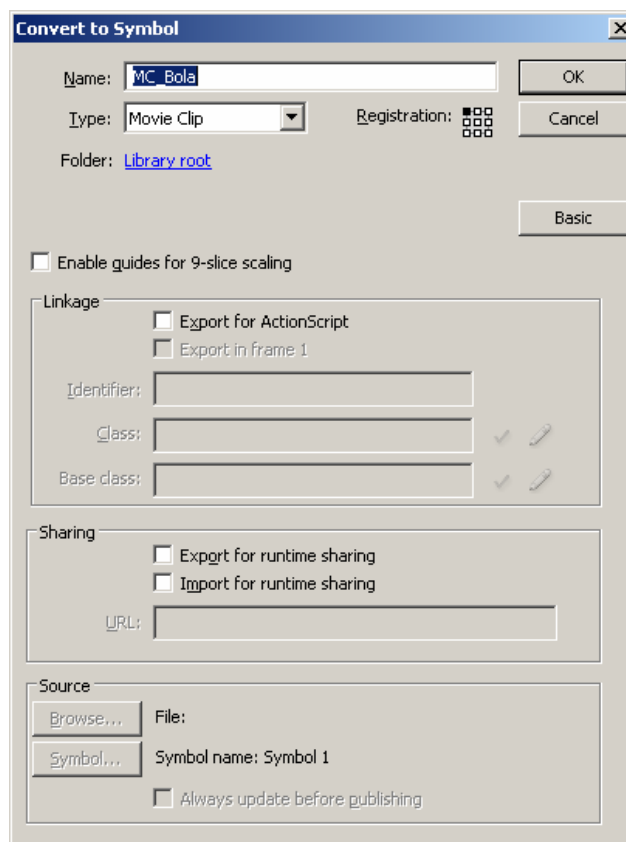 Convert to Symbol
Name: MC_Bola OK
Type: Movie Clip Registration: Cancel
Folder: Library root
Basic
Enable guides for 9-slice scaling
Linkage
Export for ActionScript
Export in frame 1
Identifier:
Class:
Base class:
Sharing
Export for runtime sharing
Import for runtime sharing
URL:
Source
Browse... File:
Symbol... Symbol name: Symbol 1
Always update before publishing